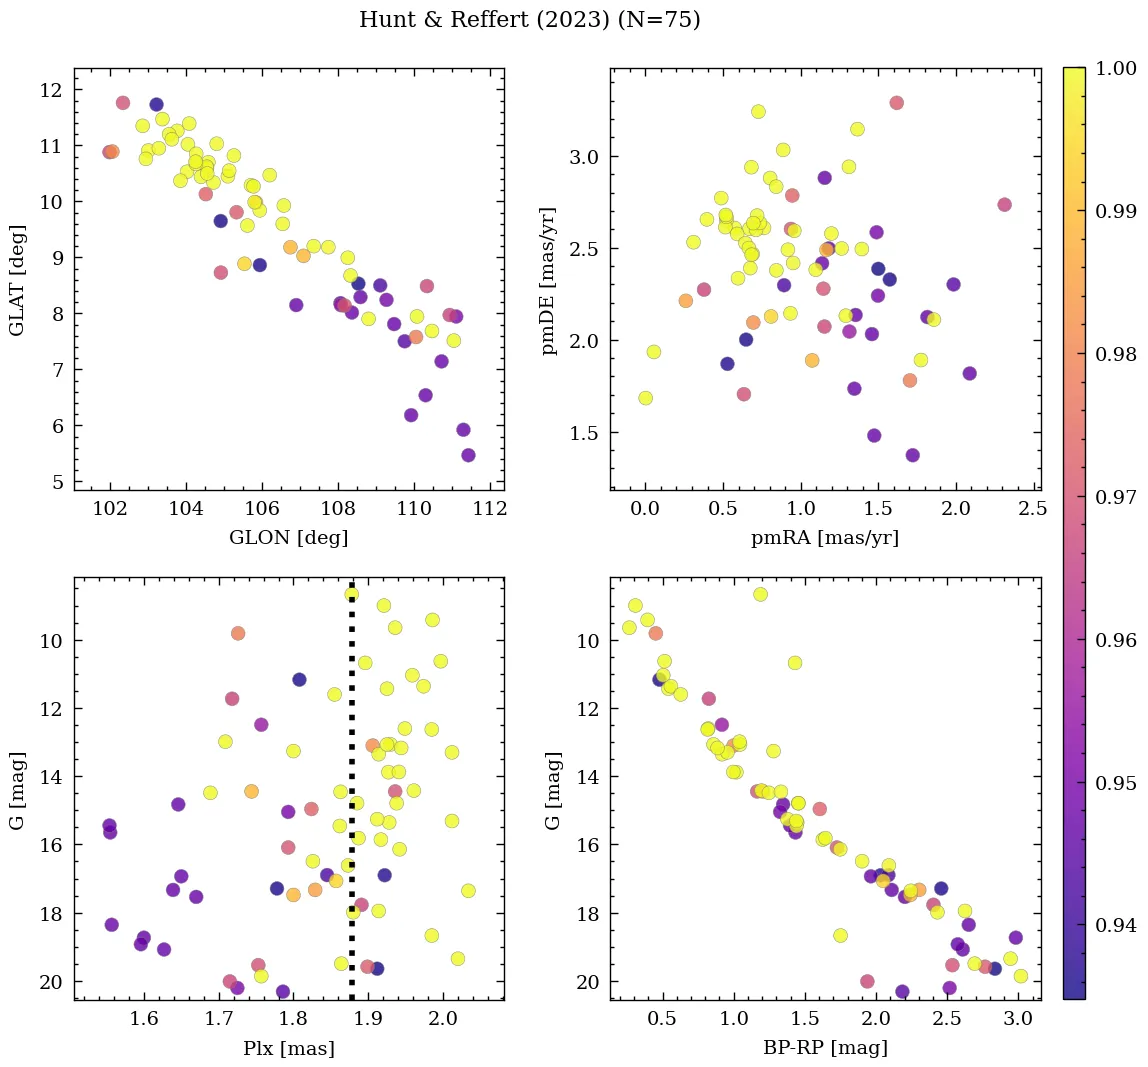 Hunt & Reffert (2023) (N=75)
12
11
10
9
8
7
6
5
GLAT [deg]
102 104 106 108 110 112
GLON [deg]
3.0
2.5
2.0
1.5
pmDE [mas/yr]
0.0 0.5 1.0 1.5 2.0 2.5
pmRA [mas/yr]
10
12
14
16
18
20
G [mag]
1.6 1.7 1.8 1.9 2.0
Plx [mas]
10
12
14
16
18
20
G [mag]
0.5 1.0 1.5 2.0 2.5 3.0
BP-RP [mag]
1.00
0.99
0.98
0.97
0.96
0.95
0.94